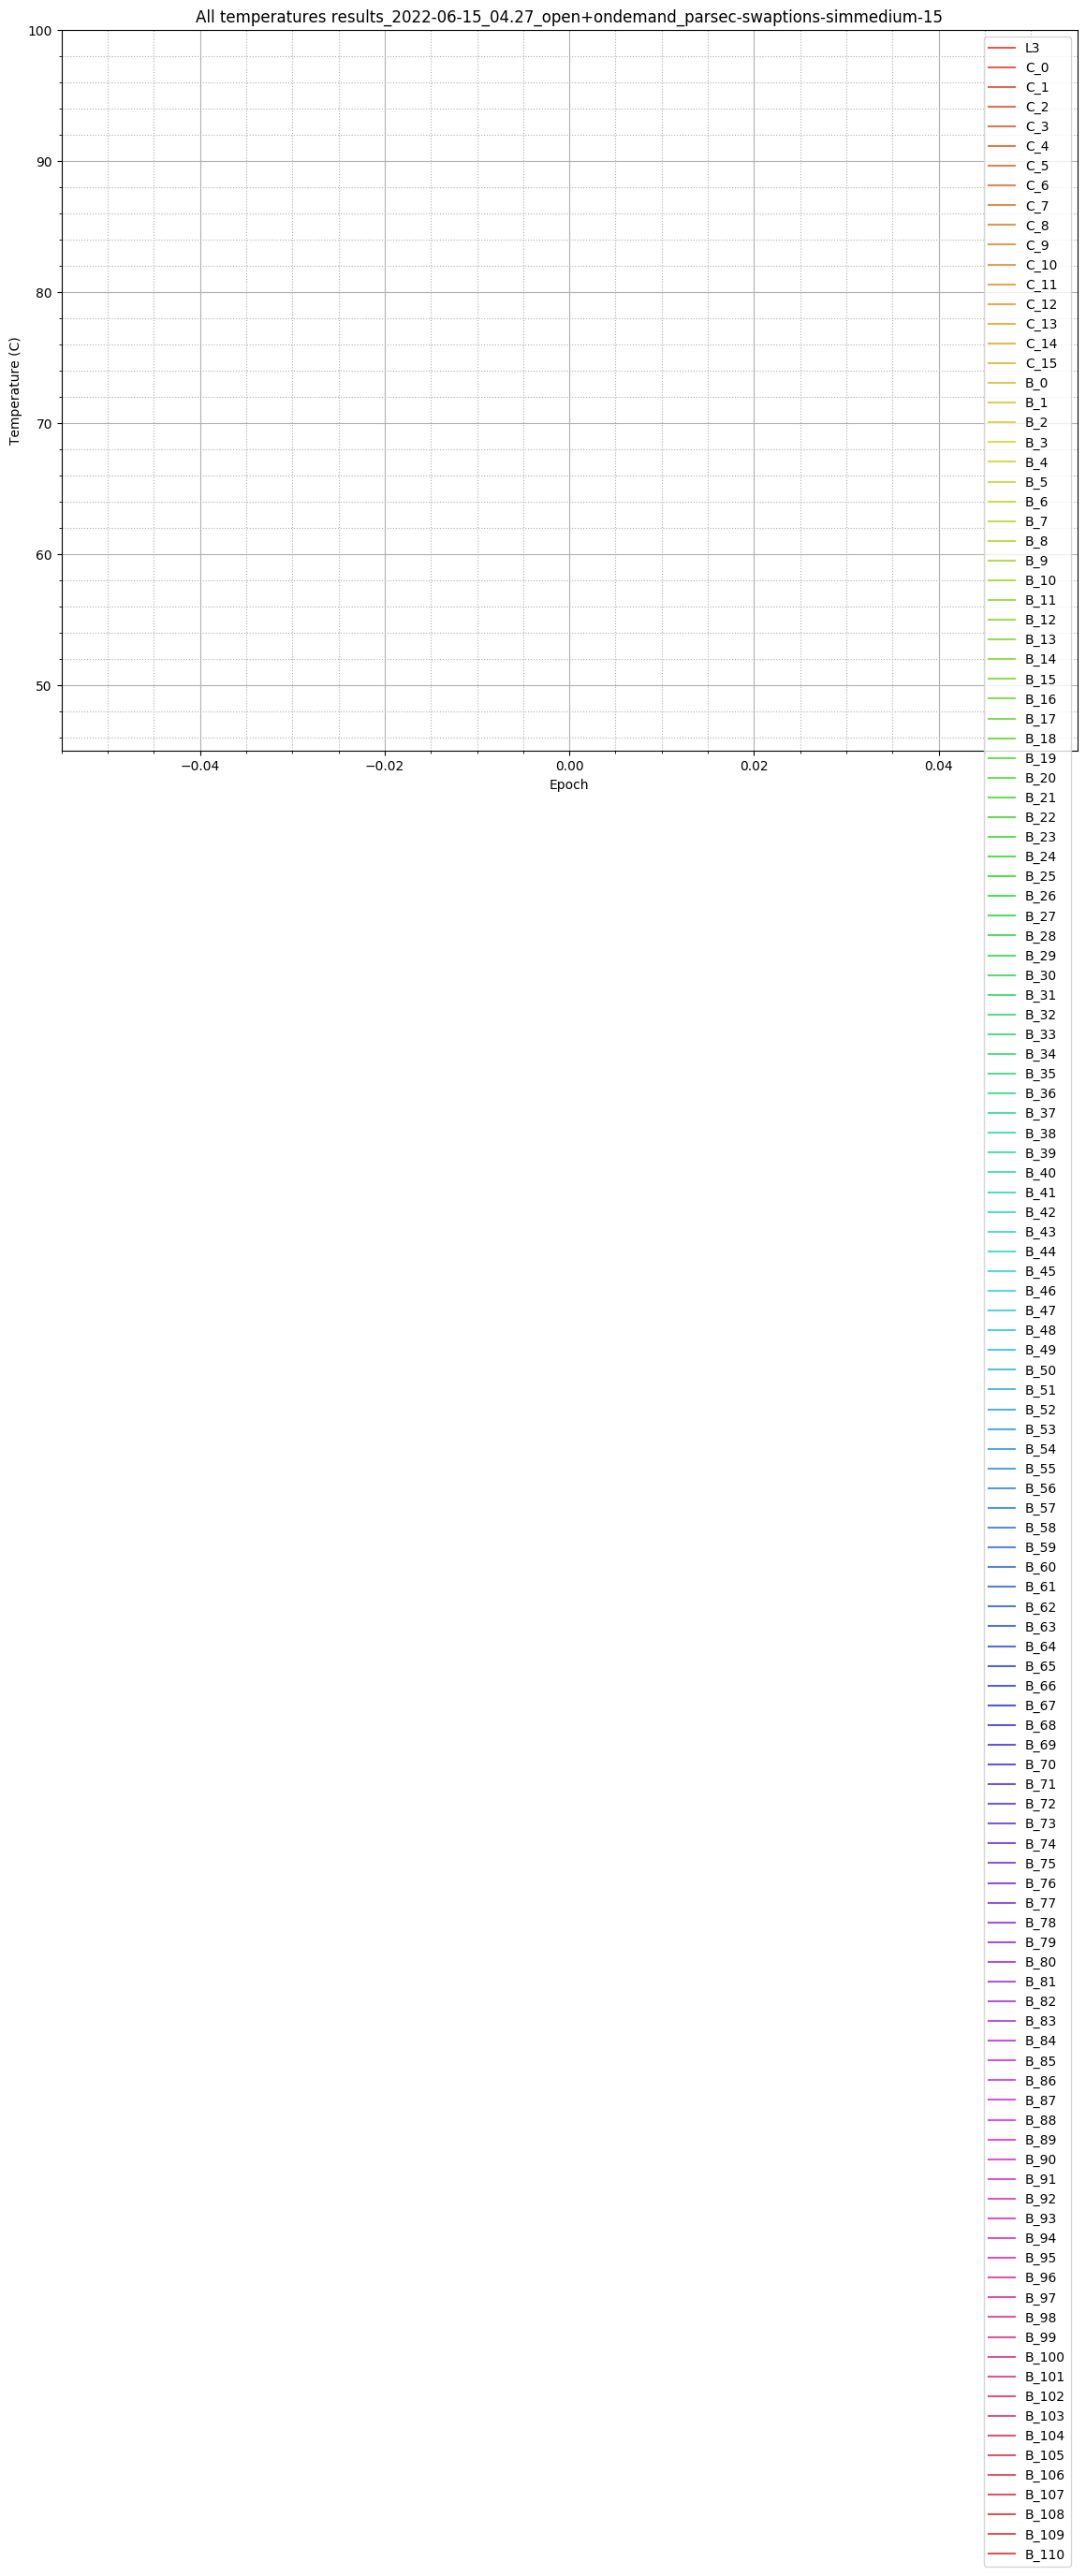 All temperatures results_2022-06-15_04.27_open+ondemand_parsec-swaptions-simmedium-15
100
90
80
70
60
50
Temperature (C)
−0.04
−0.02
0.00
0.02
0.04
Epoch
L3
C_0
C_1
C_2
C_3
C_4
C_5
C_6
C_7
C_8
C_9
C_10
C_11
C_12
C_13
C_14
C_15
B_0
B_1
B_2
B_3
B_4
B_5
B_6
B_7
B_8
B_9
B_10
B_11
B_12
B_13
B_14
B_15
B_16
B_17
B_18
B_19
B_20
B_21
B_22
B_23
B_24
B_25
B_26
B_27
B_28
B_29
B_30
B_31
B_32
B_33
B_34
B_35
B_36
B_37
B_38
B_39
B_40
B_41
B_42
B_43
B_44
B_45
B_46
B_47
B_48
B_49
B_50
B_51
B_52
B_53
B_54
B_55
B_56
B_57
B_58
B_59
B_60
B_61
B_62
B_63
B_64
B_65
B_66
B_67
B_68
B_69
B_70
B_71
B_72
B_73
B_74
B_75
B_76
B_77
B_78
B_79
B_80
B_81
B_82
B_83
B_84
B_85
B_86
B_87
B_88
B_89
B_90
B_91
B_92
B_93
B_94
B_95
B_96
B_97
B_98
B_99
B_100
B_101
B_102
B_103
B_104
B_105
B_106
B_107
B_108
B_109
B_110